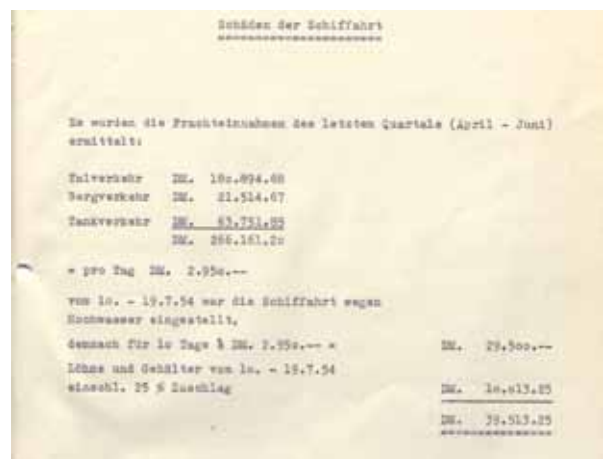 Schäden der Schiffahrt
Es wurden die Frachteinnahmen des letzten Quartals (April - Juni)
ermittelt:
Talverkehr DM. 18o.894.68
Bergverkehr DM. 21.514.67
Tankverkehr DM. 63.751.85
DM. 266.161.2o
= pro Tag DM. 2.95o.--
vom 1o. - 19.7.54 war die Schiffahrt wegen
Hochwasser eingestellt,
demnach für 1o Tage à DM. 2.95o.-- = DM. 29.5oo.--
Löhne und Gehälter vom 1o. - 19.7.54
einschl. 25 % Zuschlag DM. 1o.o13.25
DM. 39.513.25